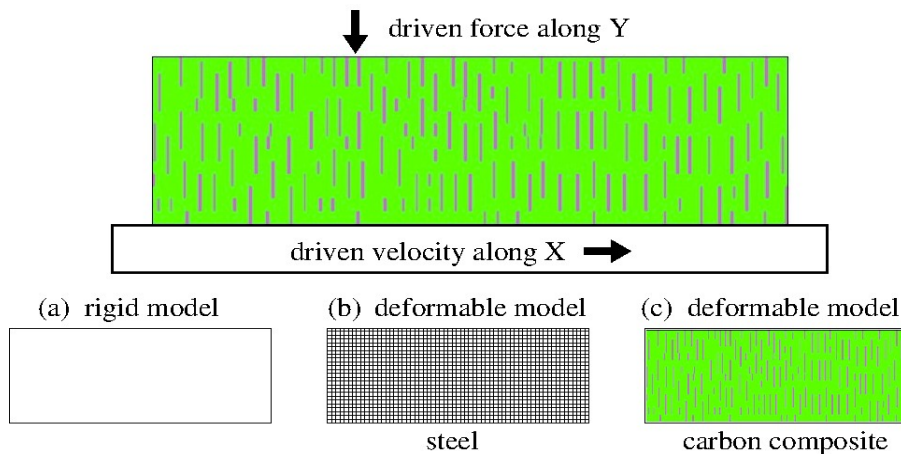 driven force along Y
driven velocity along X
(a) rigid model
(b) deformable model
(c) deformable model
steel
carbon composite